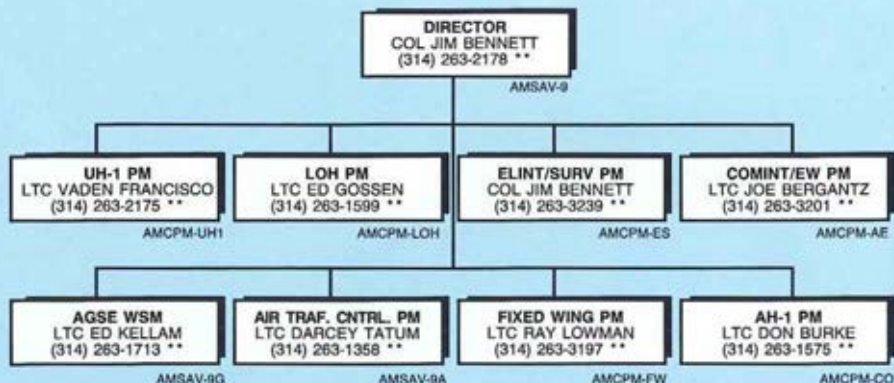 DIRECTOR
COL JIM BENNETT
(314) 263-2178 **
AMSAV-9
UH-1 PM
LTC VADEN FRANCISCO
(314) 263-2175 **
AMCPM-UH1
LOH PM
LTC ED GOSSEN
(314) 263-1599 **
AMCPM-LOH
ELINT/SURV PM
COL JIM BENNETT
(314) 263-3239 **
AMCPM-ES
COMINT/EW PM
LTC JOE BERGANTZ
(314) 263-3201 **
AMCPM-AE
AGSE WSM
LTC ED KELLAM
(314) 263-1713 **
AMSAV-9G
AIR TRAF. CNTRL. PM
LTC DARCEY TATUM
(314) 263-1358 **
AMSAV-9A
FIXED WING PM
LTC RAY LOWMAN
(314) 263-3197 **
AMCPM-FW
AH-1 PM
LTC DON BURKE
(314) 263-1575 **
AMCPM-CO